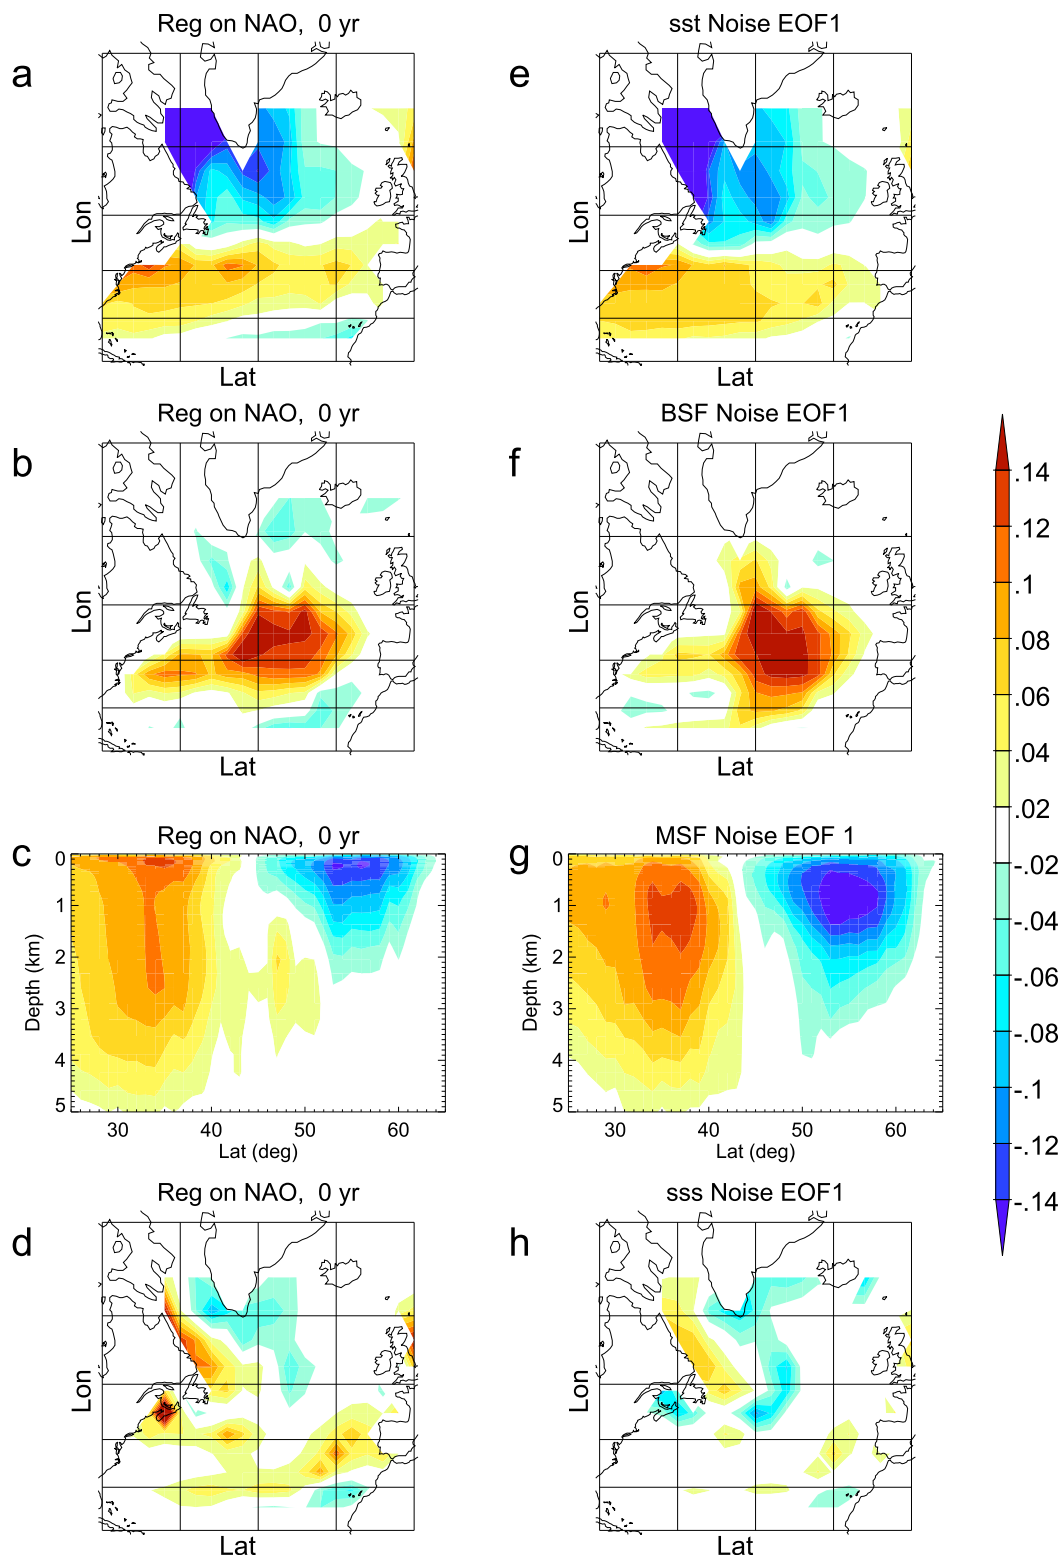 Reg on NAO, 0 yr
sst Noise EOF1
a
e
Lon
Lon
Lat
Lat
Reg on NAO, 0 yr
BSF Noise EOF1
b
f
Lon
Lon
Lat
Lat
.14
.12
.1
.08
.06
.04
.02
-.02
-.04
-.06
-.08
-.1
-.12
-.14
Reg on NAO, 0 yr
MSF Noise EOF 1
c
g
0
1
2
3
4
5
Depth (km)
30
40
50
60
Lat (deg)
0
1
2
3
4
5
Depth (km)
30
40
50
60
Lat (deg)
Reg on NAO, 0 yr
sss Noise EOF1
d
h
Lon
Lon
Lat
Lat